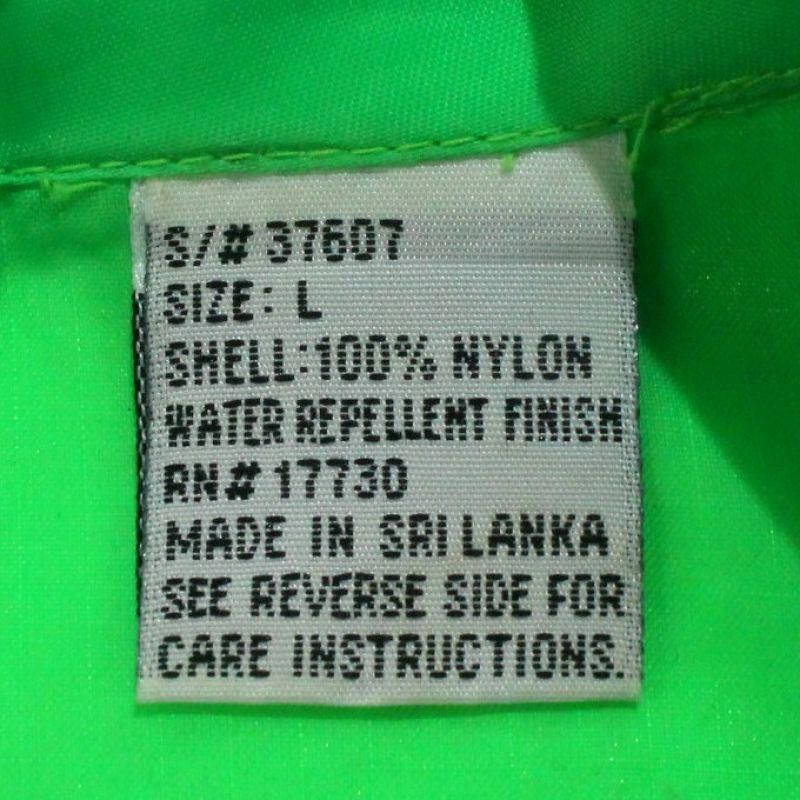 S/# 37607
SIZE: L
SHELL:100% NYLON
WATER REPELLENT FINISH
RN# 17730
MADE IN SRI LANKA
SEE REVERSE SIDE FOR
CARE INSTRUCTIONS.